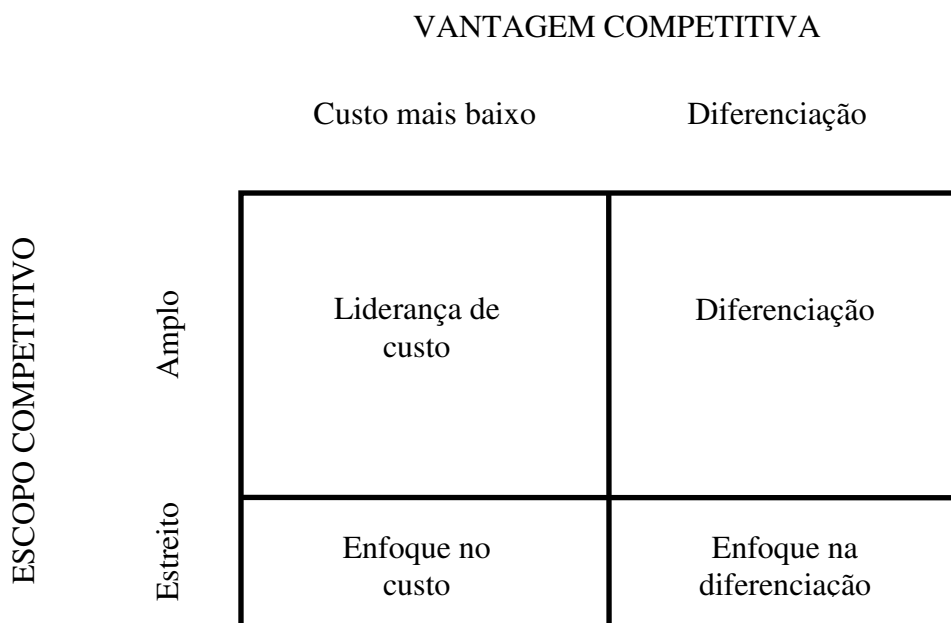 VANTAGEM COMPETITIVA
Custo mais baixo
Diferenciação
ESCOPO COMPETITIVO
Amplo
Liderança de
custo
Diferenciação
Estreito
Enfoque no
custo
Enfoque na
diferenciação